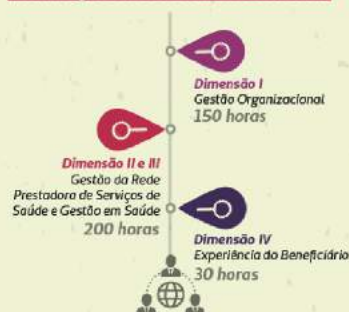 Dimensão I
Gestão Organizacional
150 horas
Dimensão II e III
Gestão da Rede
Prestadora de Serviços de
Saúde e Gestão em Saúde
200 horas
Dimensão IV
Experiência do Beneficiário
30 horas